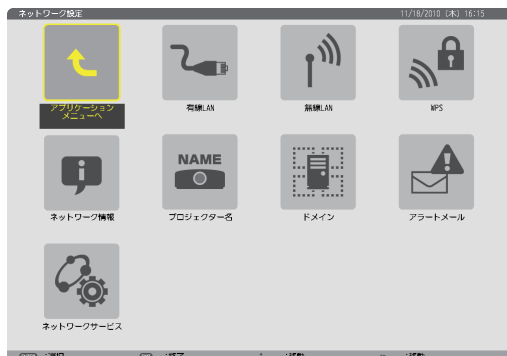 ネットワーク設定
11/18/2010 (木) 16:15
アプリケーション
メニューへ
有線LAN
無線LAN
WPS
NAME
ネットワーク情報
プロジェクター名
ドメイン
アラートメール
ネットワークサービス